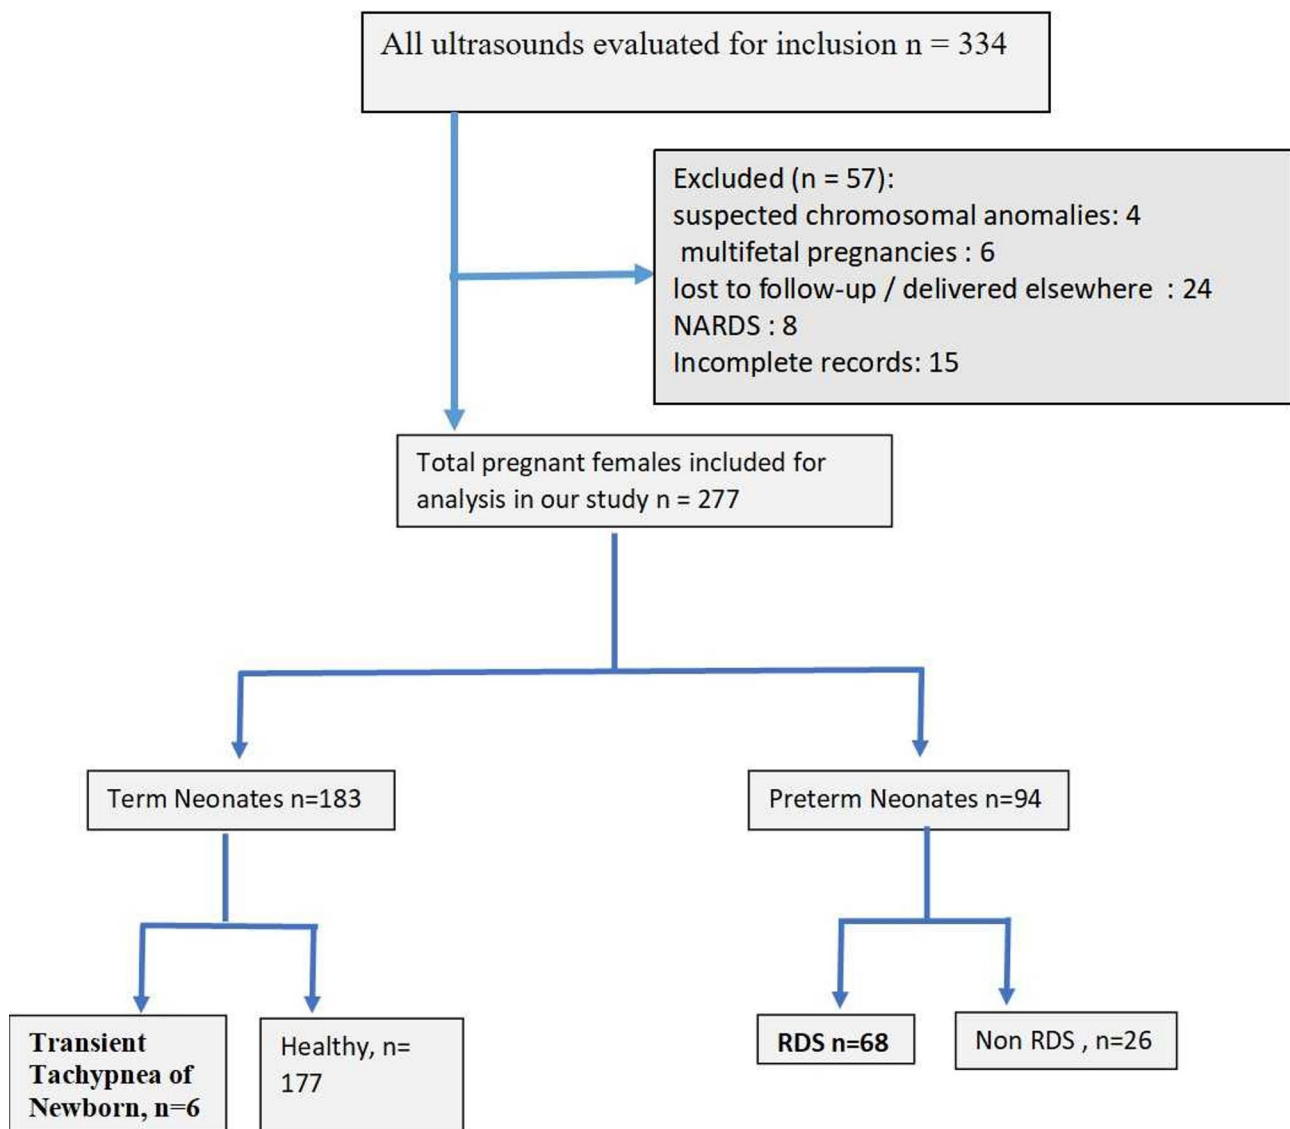 All ultrasounds evaluated for inclusion n = 334
Excluded (n = 57):
suspected chromosomal anomalies: 4
multifetal pregnancies : 6
lost to follow-up / delivered elsewhere : 24
NARDS : 8
Incomplete records: 15
Total pregnant females included for
analysis in our study n = 277
Term Neonates n=183
Preterm Neonates n=94
Transient
Tachypnea of
Newborn, n=6
Healthy, n=
177
RDS n=68
Non RDS , n=26